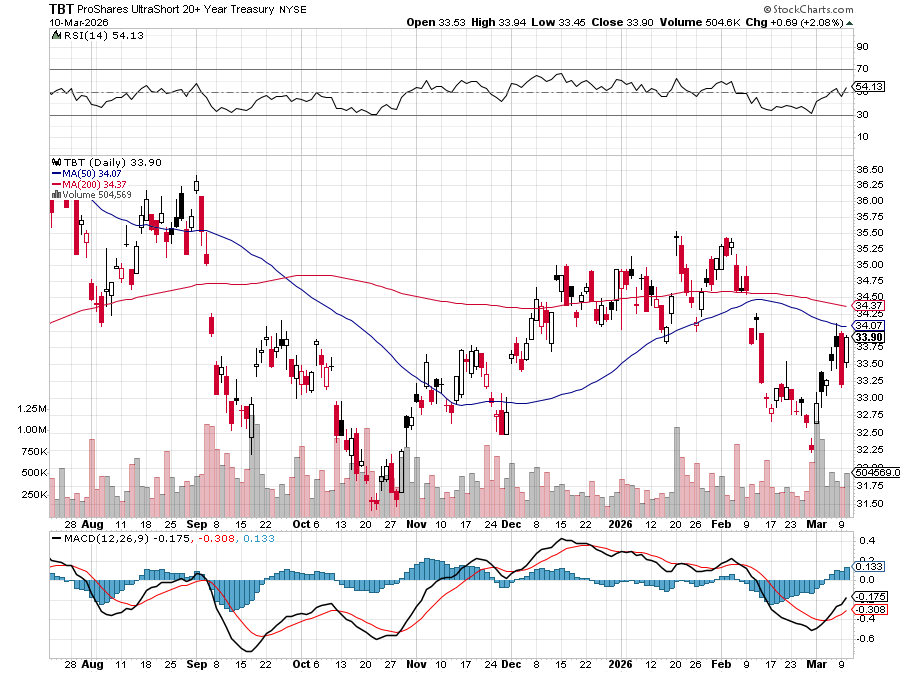 TBT ProShares UltraShort 20+ Year Treasury NYSE
© StockCharts.com
10-Mar-2026
Open 33.53 High 33.94 Low 33.45 Close 33.90 Volume 504.6K Chg +0.69 (+2.08%)
RSI(14) 54.13
90
70
54.13
50
30
10
TBT (Daily) 33.90
MA(50) 34.07
MA(200) 34.37
Volume 504,569
36.50
36.25
36.00
35.75
35.50
35.25
35.00
34.75
34.50
34.37
34.25
34.07
33.90
33.75
33.50
33.25
33.00
32.75
32.50
32.25
32.00
504569.0
31.75
31.50
1.25M
1.00M
750K
500K
250K
28 Aug 11 18 25 Sep 8 15 22 Oct 6 13 20 27 Nov 10 17 24 Dec 8 15 22 2026 12 20 26 Feb 9 17 23 Mar 9
MACD(12,26,9) -0.175, -0.308, 0.133
0.4
0.2
0.133
0.0
-0.175
-0.308
-0.4
-0.6
28 Aug 11 18 25 Sep 8 15 22 Oct 6 13 20 27 Nov 10 17 24 Dec 8 15 22 2026 12 20 26 Feb 9 17 23 Mar 9